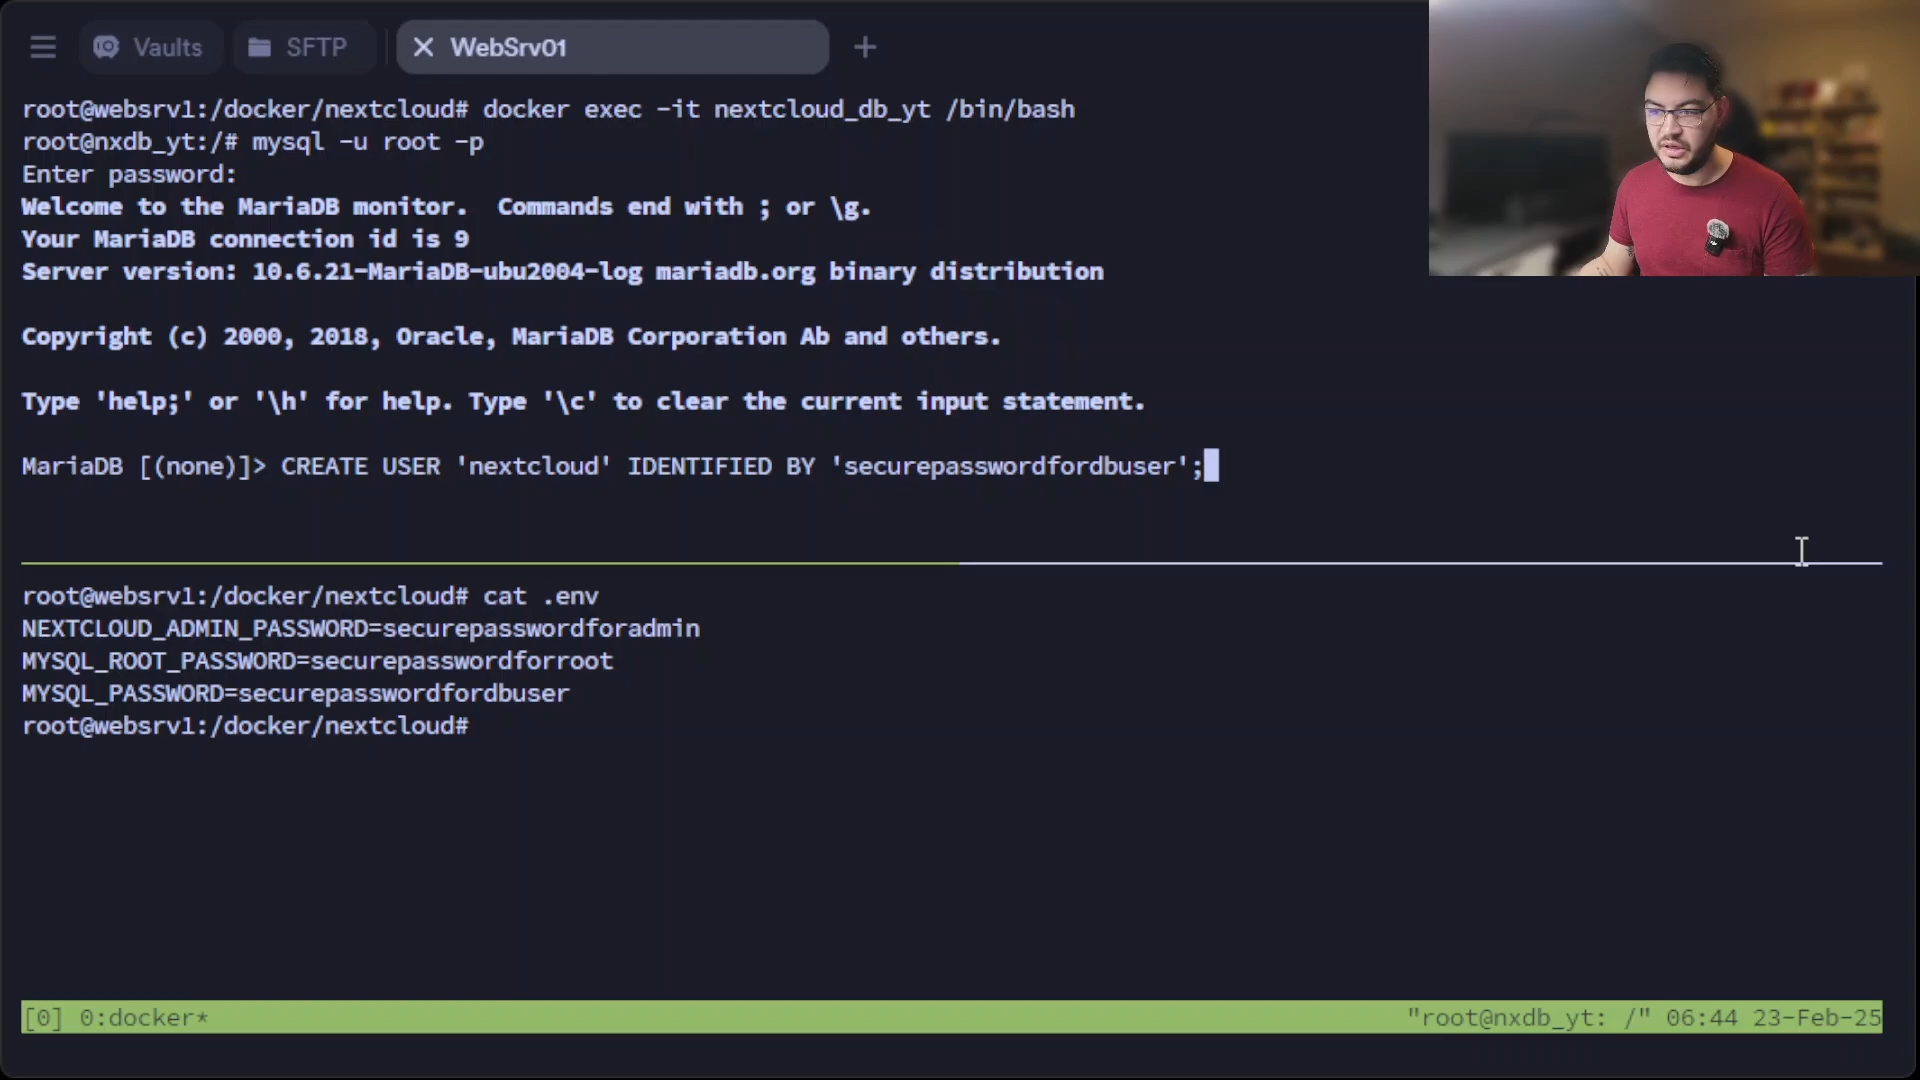 Vaults SFTP WebSrv01
root@websrv1:/docker/nextcloud# docker exec -it nextcloud_db_yt /bin/bash
root@nxdb_yt:/# mysql -u root -p
Enter password:
Welcome to the MariaDB monitor.  Commands end with ; or \g.
Your MariaDB connection id is 9
Server version: 10.6.21-MariaDB-ubu2004-log mariadb.org binary distribution
Copyright (c) 2000, 2018, Oracle, MariaDB Corporation Ab and others.
Type 'help;' or '\h' for help. Type '\c' to clear the current input statement.
MariaDB [(none)]> CREATE USER 'nextcloud' IDENTIFIED BY 'securepasswordfordbuser';
root@websrv1:/docker/nextcloud# cat .env
NEXTCLOUD_ADMIN_PASSWORD=securepasswordforadmin
MYSQL_ROOT_PASSWORD=securepasswordforroot
MYSQL_PASSWORD=securepasswordfordbuser
root@websrv1:/docker/nextcloud#
[0] 0:docker* "root@nxdb_yt: /" 06:44 23-Feb-25